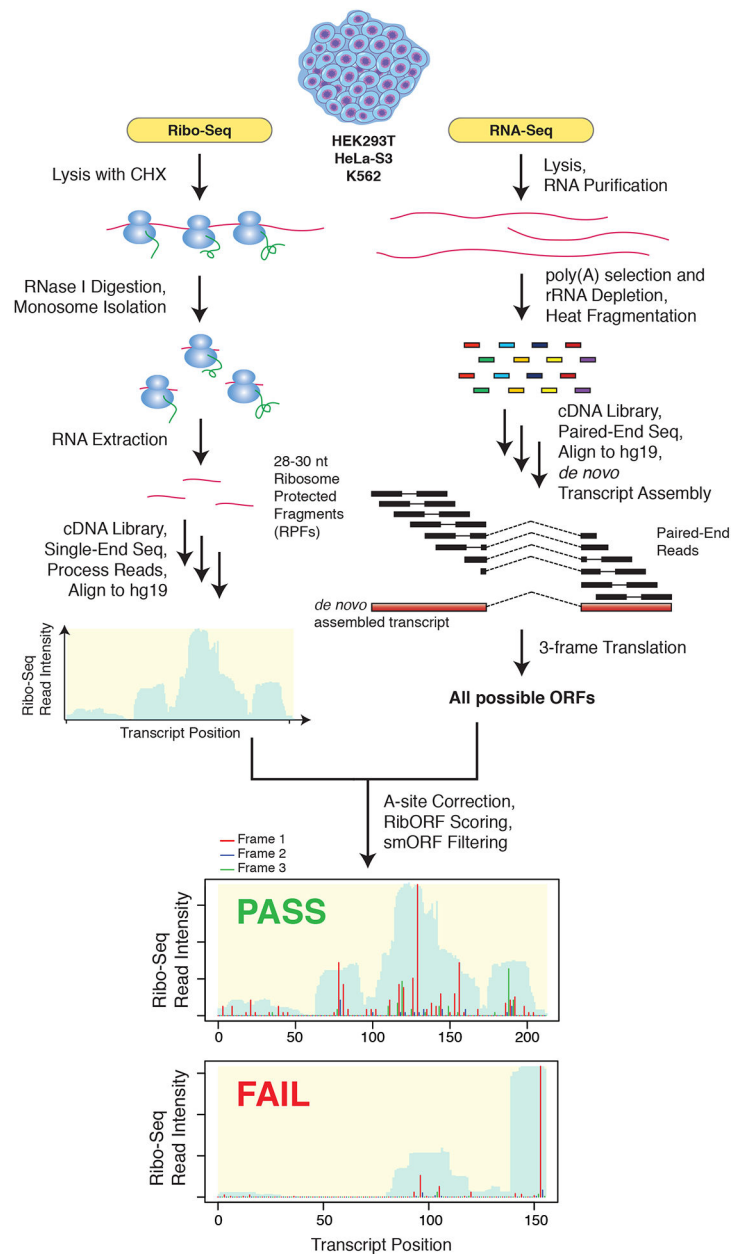 HEK293T
HeLa-S3
K562
Ribo-Seq
Lysis with CHX
RNase I Digestion,
Monosome Isolation
RNA Extraction
28-30 nt
Ribosome
Protected
Fragments
(RPFs)
cDNA Library,
Single-End Seq,
Process Reads,
Align to hg19
Ribo-Seq
Read Intensity
Transcript Position
RNA-Seq
Lysis,
RNA Purification
poly(A) selection and
rRNA Depletion,
Heat Fragmentation
cDNA Library,
Paired-End Seq,
Align to hg19,
de novo
Transcript Assembly
Paired-End
Reads
de novo
assembled transcript
3-frame Translation
All possible ORFs
A-site Correction,
RibORF Scoring,
smORF Filtering
Frame 1
Frame 2
Frame 3
PASS
Ribo-Seq
Read Intensity
0 50 100 150 200
FAIL
Ribo-Seq
Read Intensity
0 50 100 150
Transcript Position